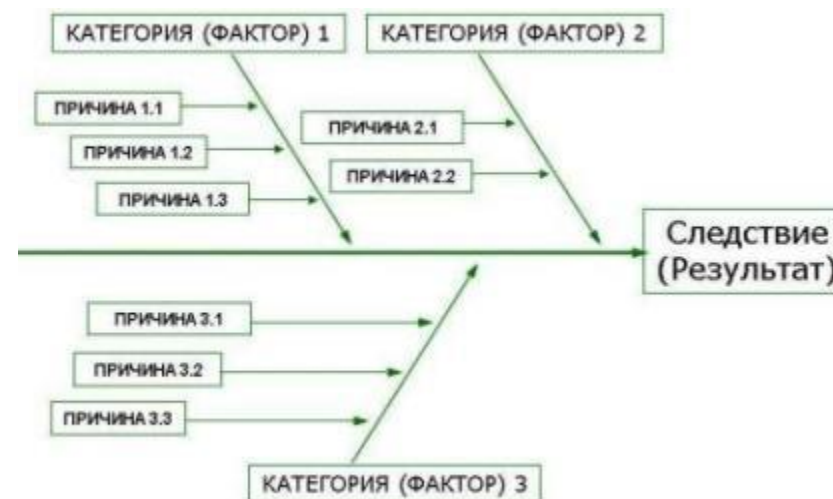 КАТЕГОРИЯ (ФАКТОР) 1
КАТЕГОРИЯ (ФАКТОР) 2
ПРИЧИНА 1.1
ПРИЧИНА 1.2
ПРИЧИНА 1.3
ПРИЧИНА 2.1
ПРИЧИНА 2.2
Следствие
(Результат)
ПРИЧИНА 3.1
ПРИЧИНА 3.2
ПРИЧИНА 3.3
КАТЕГОРИЯ (ФАКТОР) 3